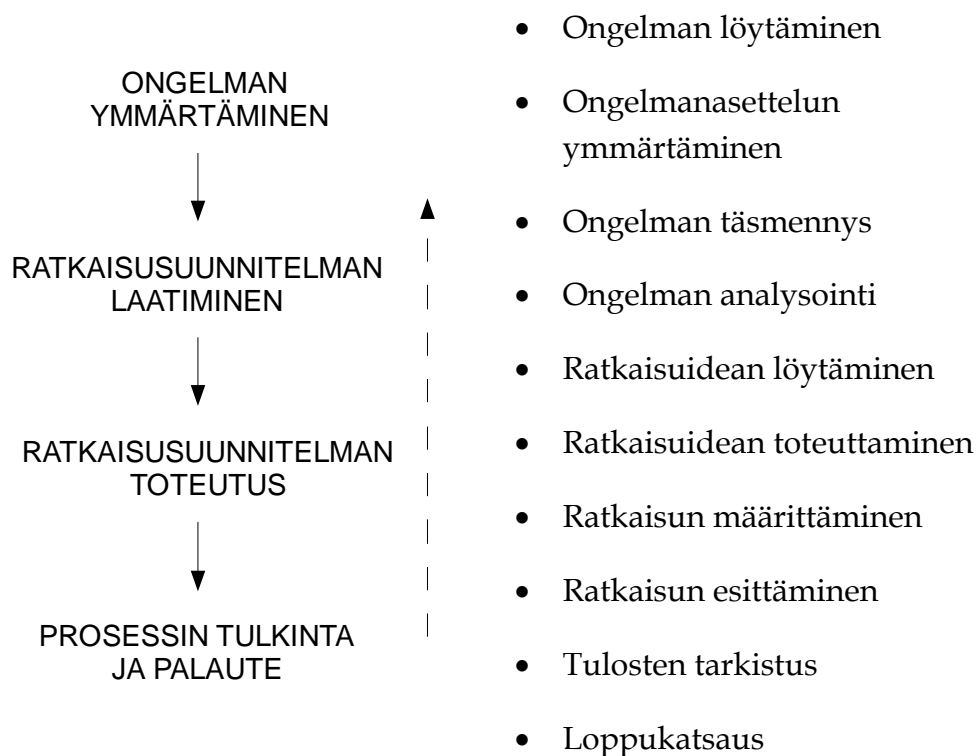 ONGELMAN
YMMÄRTÄMINEN
RATKAISUSUUNNITELMAN
LAATIMINEN
RATKAISUSUUNNITELMAN
TOTEUTUS
PROSESSIN TULKINTA
JA PALAUTE
• Ongelman löytäminen
• Ongelmanasettelun
ymmärtäminen
• Ongelman täsmennys
• Ongelman analysointi
• Ratkaisuidean löytäminen
• Ratkaisuidean toteuttaminen
• Ratkaisun määrittäminen
• Ratkaisun esittäminen
• Tulosten tarkistus
• Loppukatsaus